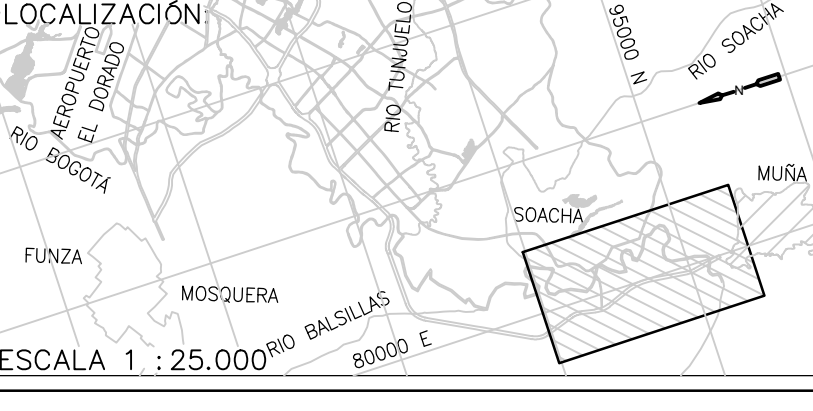 LOCALIZACIÓN:
AEROPUERTO
EL DORADO
RIO BOGOTÁ
RIO TUNJUELO
95000 N
RIO SOACHA
N
MUÑA
SOACHA
FUNZA
MOSQUERA
RIO BALSILLAS
80000 E
ESCALA 1 : 25.000